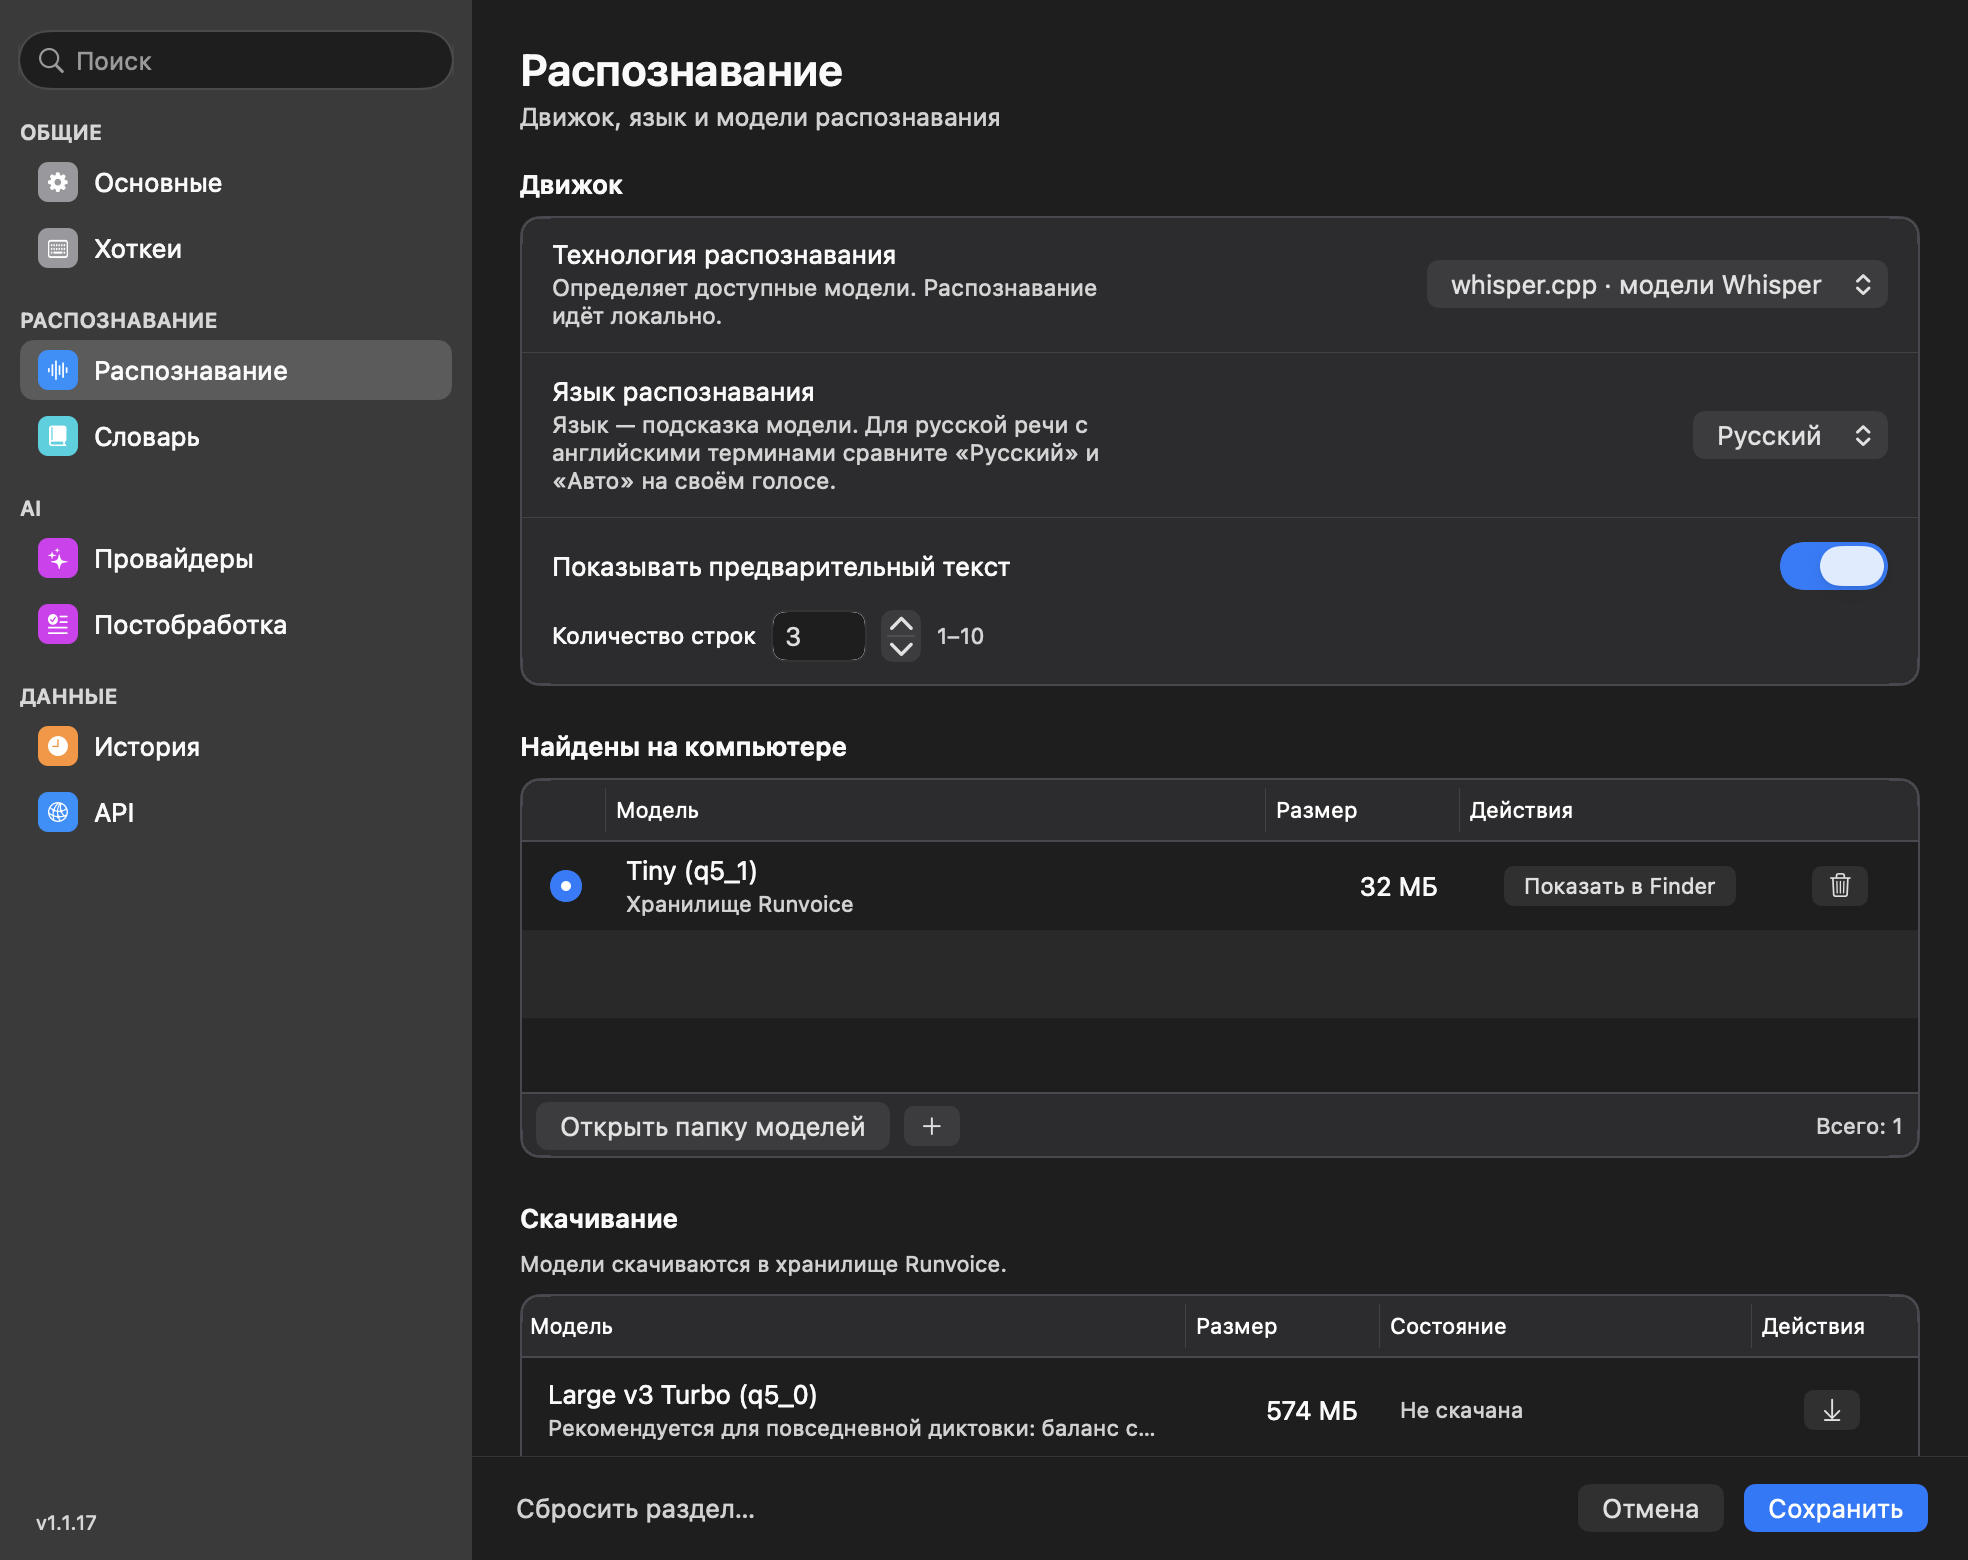 Поиск
ОБЩИЕ
Основные
Хоткеи
РАСПОЗНАВАНИЕ
Распознавание
Словарь
AI
Провайдеры
Постобработка
ДАННЫЕ
История
API
v1.1.17
Распознавание
Движок, язык и модели распознавания
Движок
Технология распознавания
Определяет доступные модели. Распознавание
идёт локально.
whisper.cpp · модели Whisper
Язык распознавания
Язык — подсказка модели. Для русской речи с
английскими терминами сравните «Русский» и
«Авто» на своём голосе.
Русский
Показывать предварительный текст
Количество строк 3 1–10
Найдены на компьютере
Модель Размер Действия
Tiny (q5_1)
Хранилище Runvoice
32 МБ Показать в Finder
Открыть папку моделей + Всего: 1
Скачивание
Модели скачиваются в хранилище Runvoice.
Модель Размер Состояние Действия
Large v3 Turbo (q5_0)
Рекомендуется для повседневной диктовки: баланс с...
574 МБ Не скачана
Сбросить раздел... Отмена Сохранить